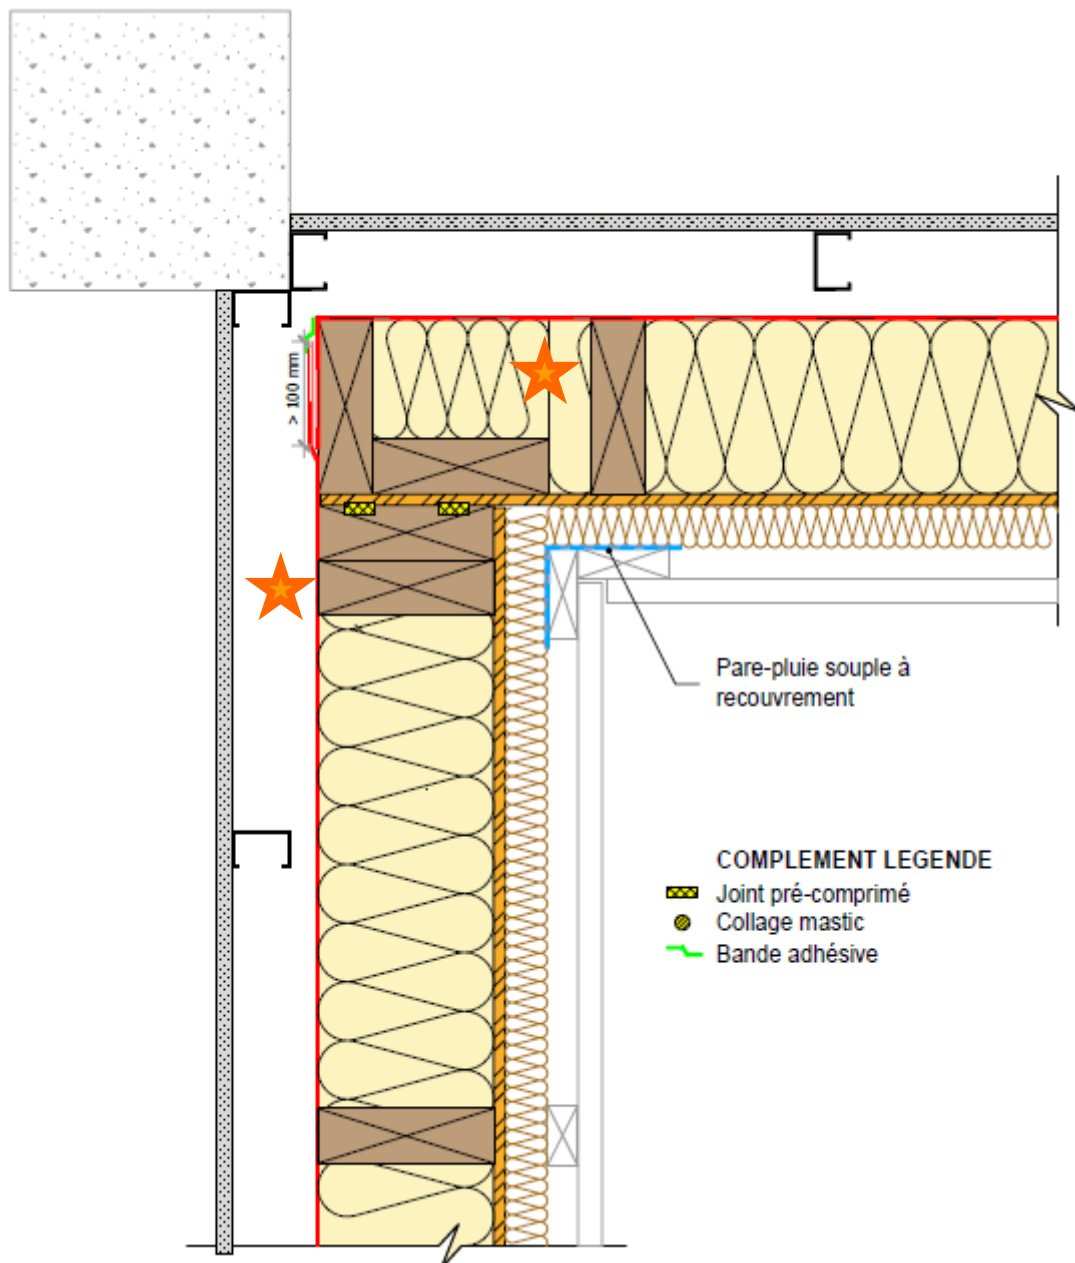 > 100 mm
Pare-pluie souple à
recouvrement
COMPLEMENT LEGENDE
Joint pré-comprimé
Collage mastic
Bande adhésive